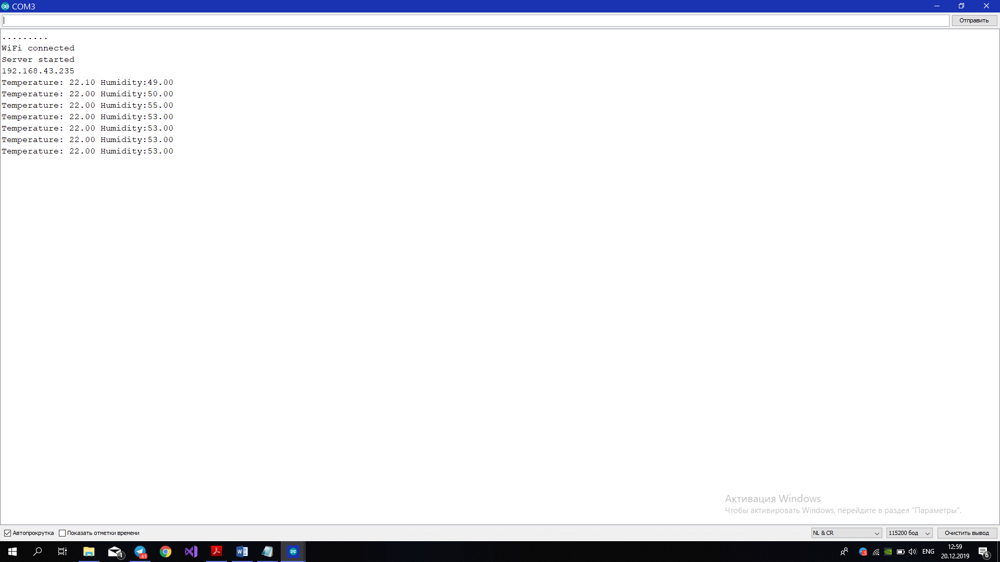 COM3
Отправить
.........
WiFi connected
Server started
192.168.43.235
Temperature: 22.10 Humidity:49.00
Temperature: 22.00 Humidity:50.00
Temperature: 22.00 Humidity:55.00
Temperature: 22.00 Humidity:53.00
Temperature: 22.00 Humidity:53.00
Temperature: 22.00 Humidity:53.00
Temperature: 22.00 Humidity:53.00
Активация Windows
Чтобы активировать Windows, перейдите в раздел "Параметры".
Автопрокрутка Показать отметки времени NL & CR 115200 бод Очистить вывод
ENG
12:59
20.12.2019
6